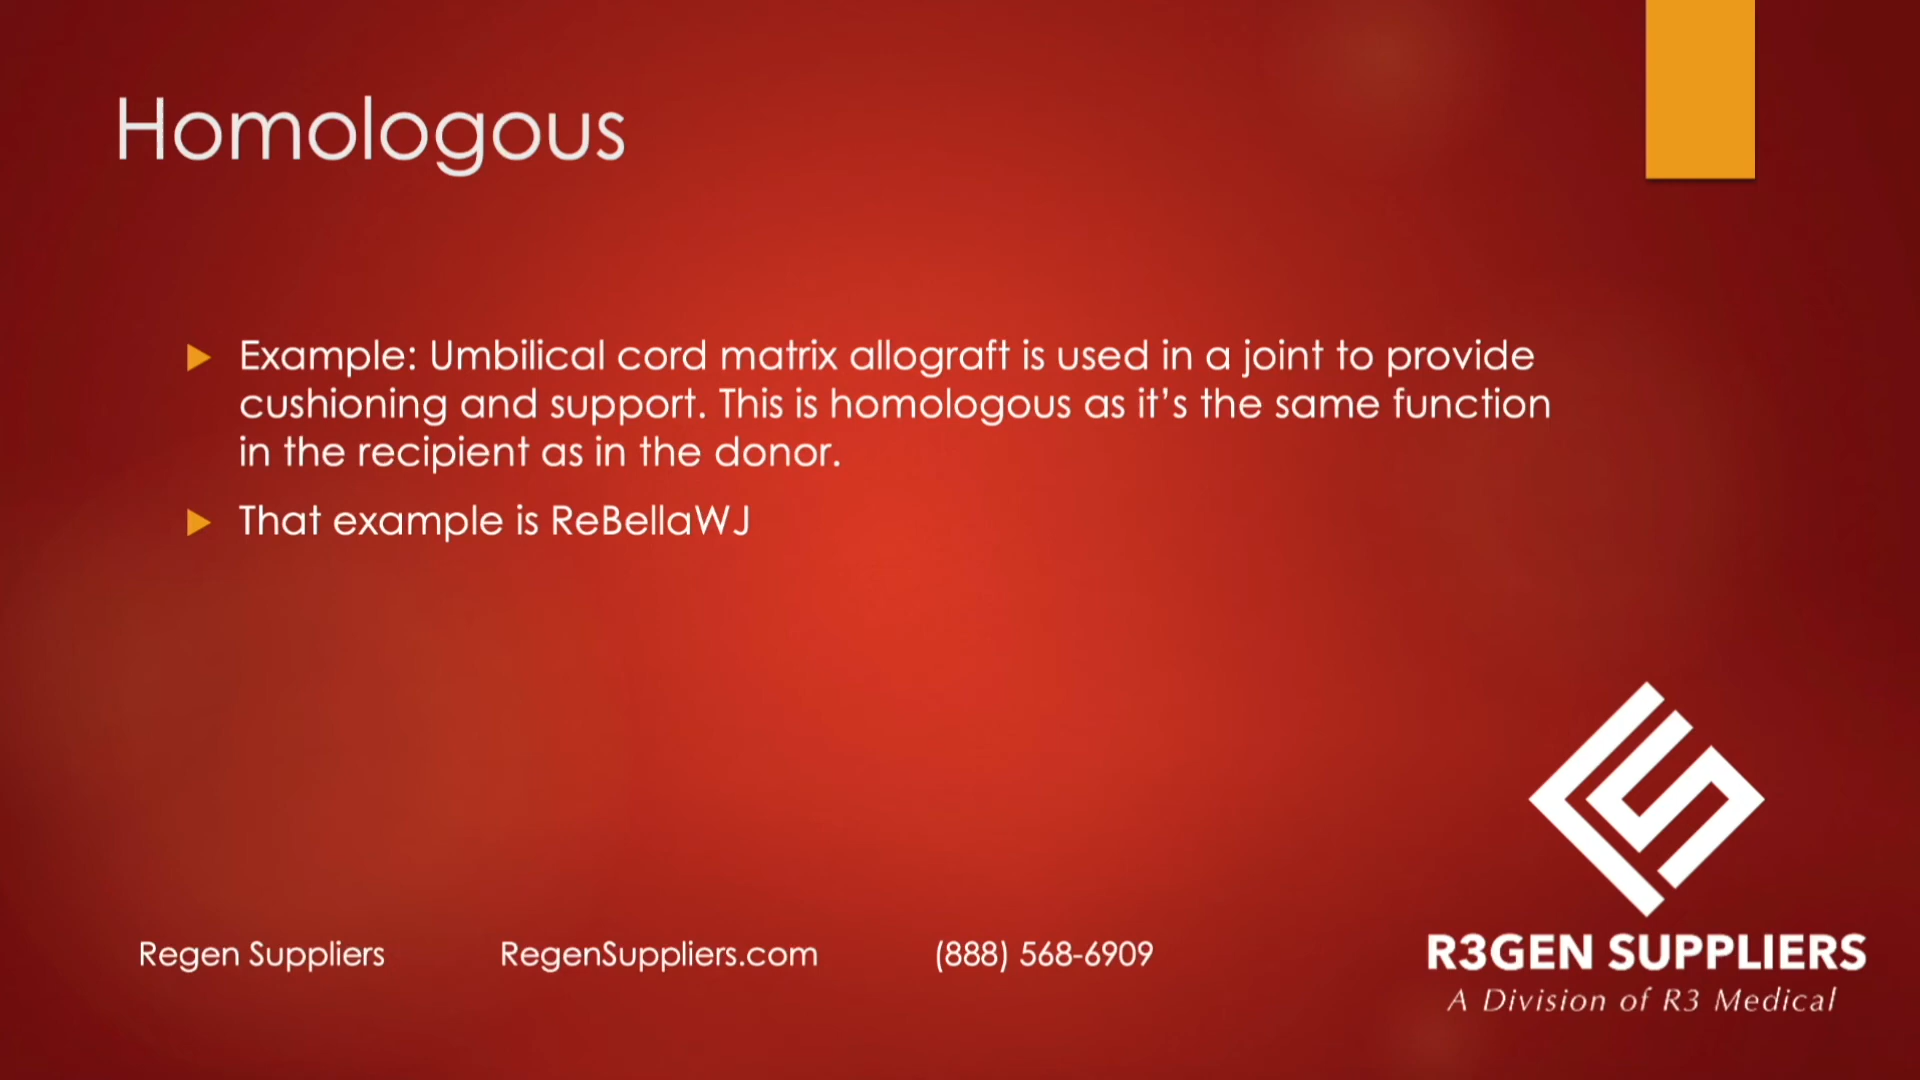 Homologous
Example: Umbilical cord matrix allograft is used in a joint to provide
cushioning and support. This is homologous as it’s the same function
in the recipient as in the donor.
That example is ReBellaWJ
Regen Suppliers
RegenSuppliers.com
(888) 568-6909
R3GEN SUPPLIERS
A Division of R3 Medical